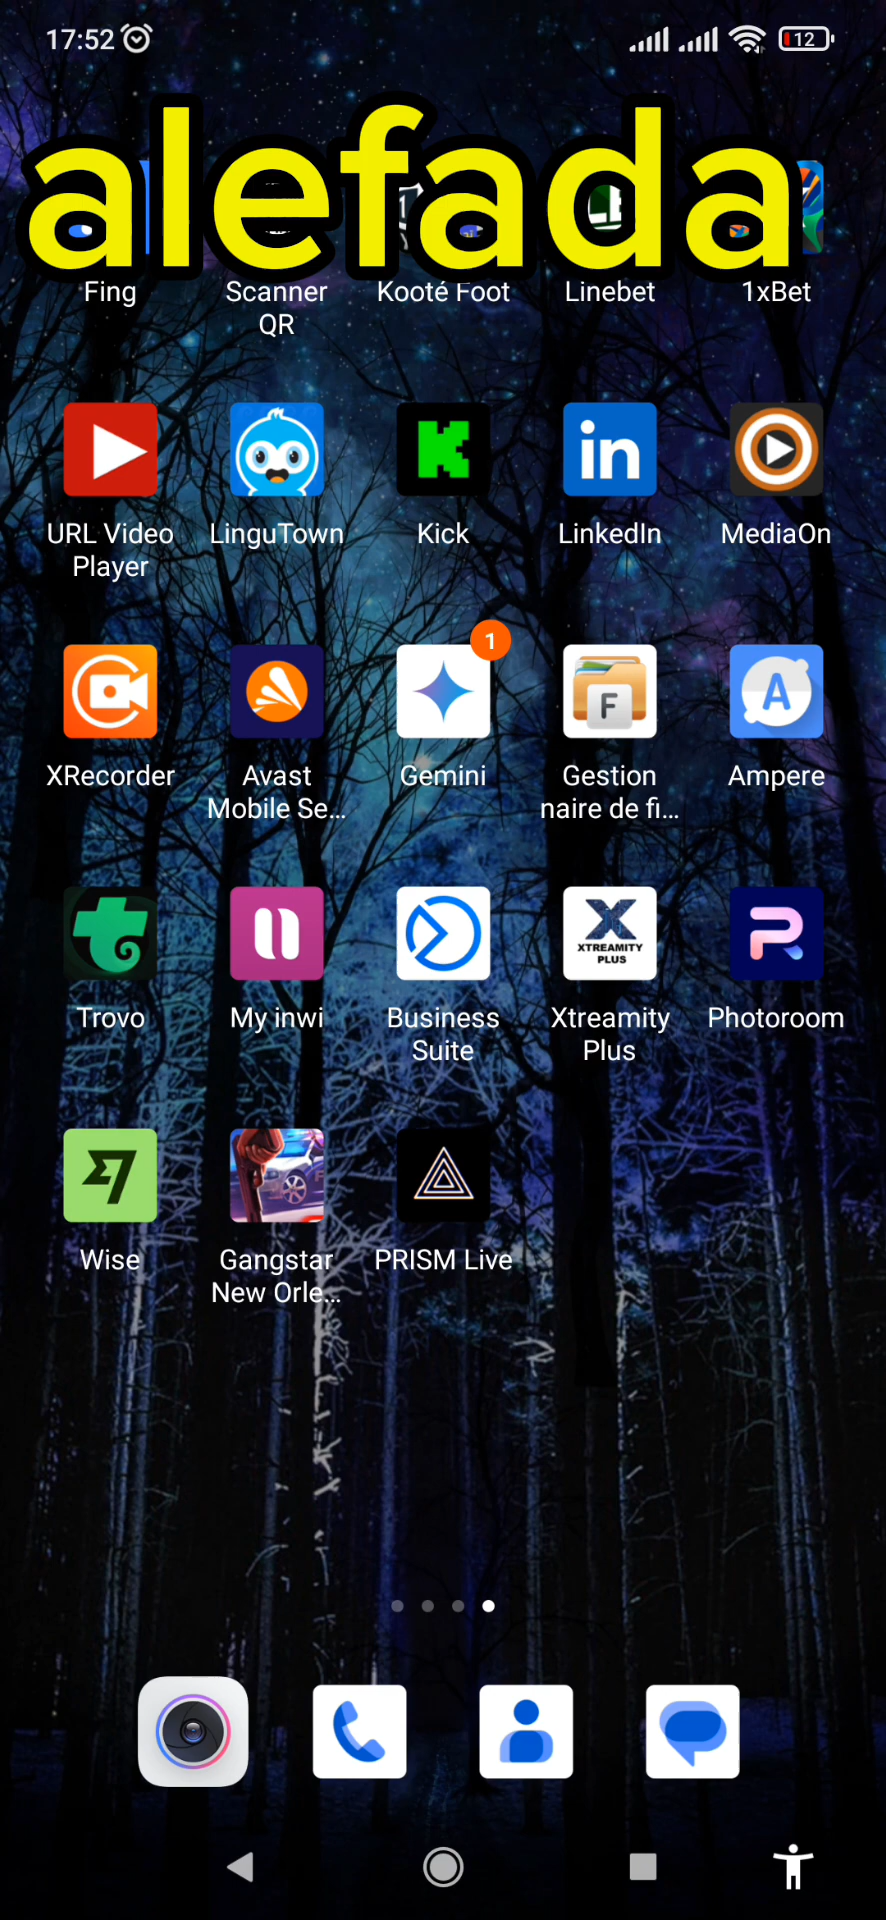 17:52
12
alefada
Fing
Scanner
QR
Kooté Foot
Linebet
1xBet
URL Video
Player
LinguTown
Kick
LinkedIn
MediaOn
in
1
F
A
XRecorder
Avast
Mobile Se...
Gemini
Gestion
naire de fi...
Ampere
XTREAMITY
PLUS
Trovo
My inwi
Business
Suite
Xtreamity
Plus
Photoroom
Wise
Gangstar
New Orle...
PRISM Live